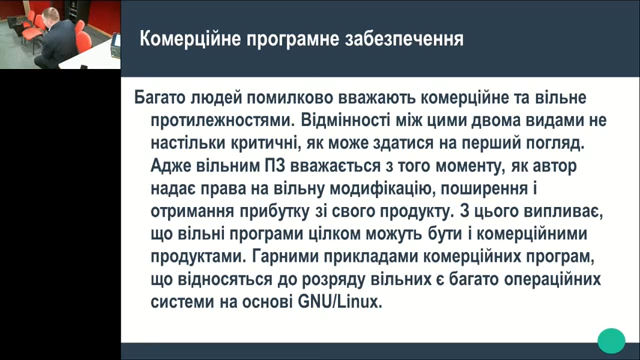 Комерційне програмне забезпечення
Багато людей помилково вважають комерційне та вільне
протилежностями. Відмінності між цими двома видами не
настільки критичні, як може здатися на перший погляд.
Адже вільним ПЗ вважається з того моменту, як автор
надає права на вільну модифікацію, поширення і
отримання прибутку зі свого продукту. З цього випливає,
що вільні програми цілком можуть бути і комерційними
продуктами. Гарними прикладами комерційних програм,
що відносяться до розряду вільних є багато операційних
системи на основі GNU/Linux.